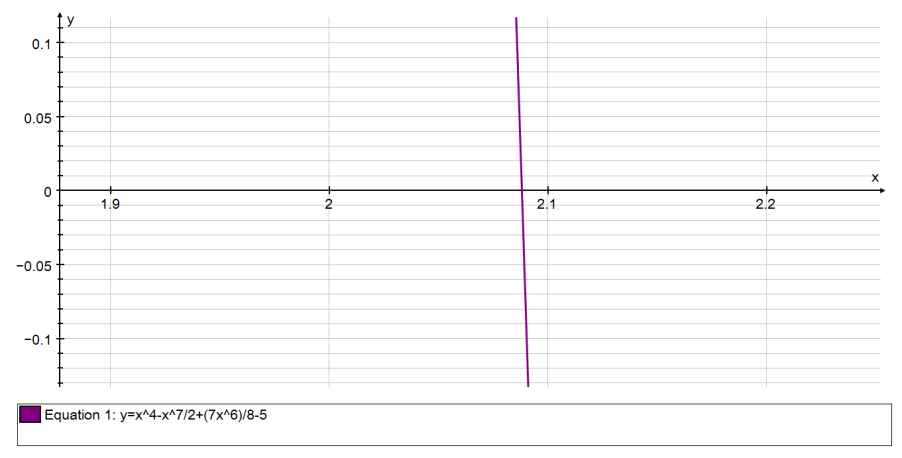 y
0.1
0.05
0
x
1.9 2 2.1 2.2
−0.05
−0.1
Equation 1: y=x^4-x^7/2+(7x^6)/8-5